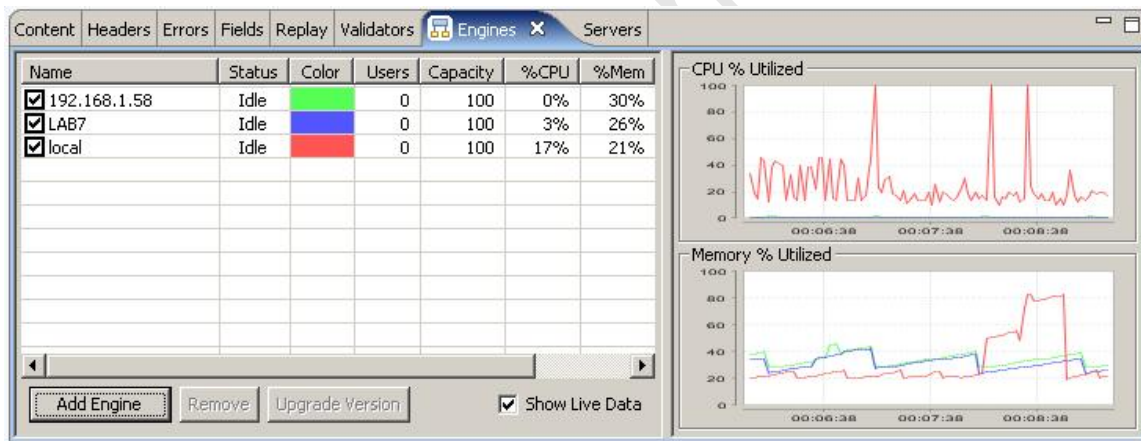 Content Headers Errors Fields Replay Validators Engines Servers
Name Status Color Users Capacity %CPU %Mem
192.168.1.58 Idle 0 100 0% 30%
LAB7 Idle 0 100 3% 26%
local Idle 0 100 17% 21%
Add Engine Remove Upgrade Version Show Live Data
CPU % Utilized
100
80
60
40
20
0
00:06:38 00:07:38 00:08:38
Memory % Utilized
100
80
60
40
20
0
00:06:38 00:07:38 00:08:38